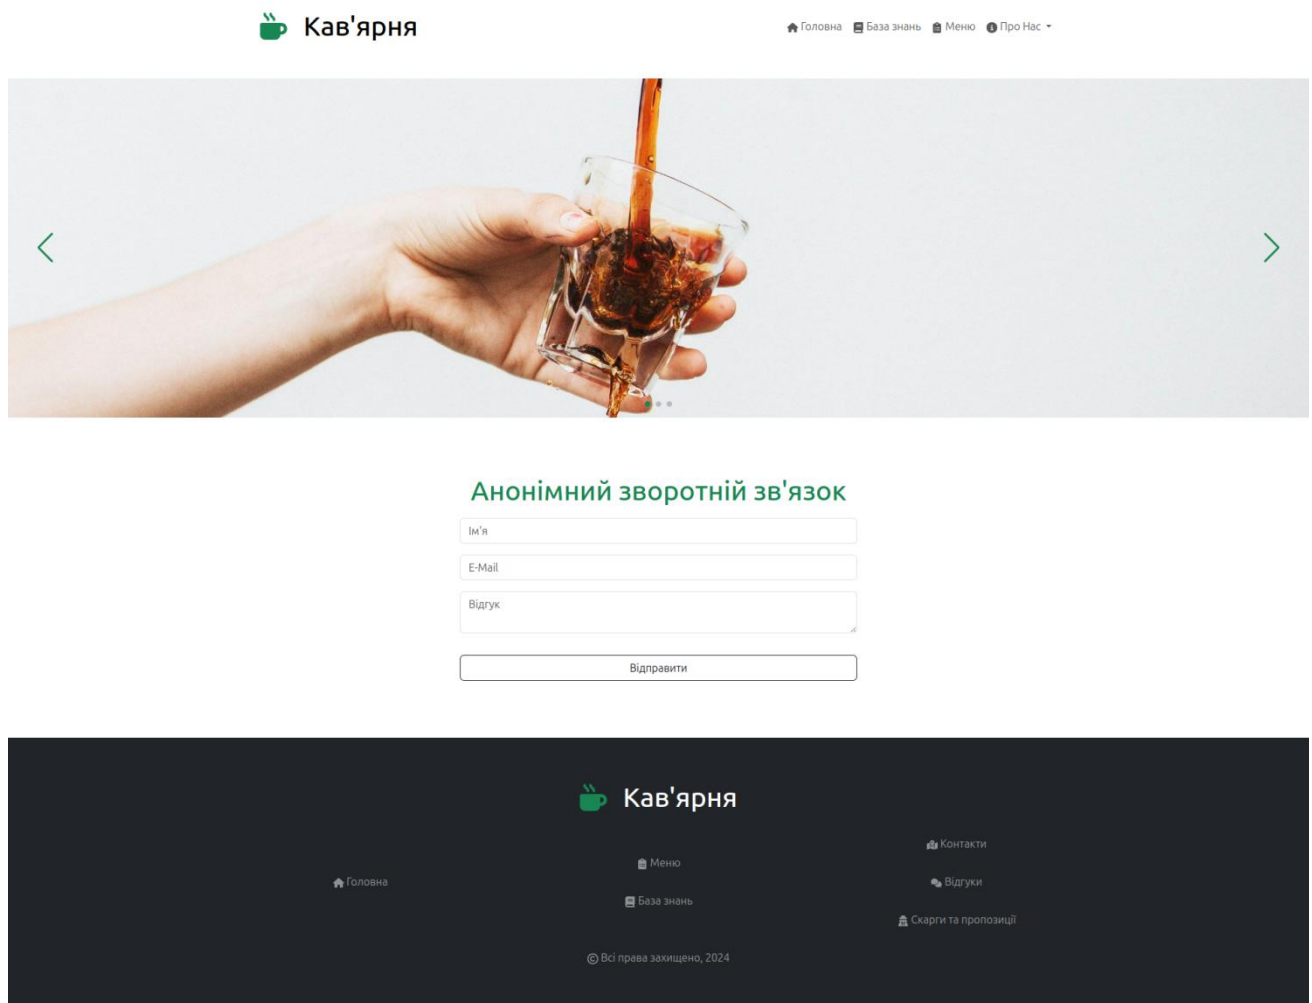 Кав'ярня
Головна База знань Меню Про Нас
Анонімний зворотній зв'язок
Ім'я
E-Mail
Відгук
Відправити
Кав'ярня
Головна
Меню
База знань
Контакти
Відгуки
Скарги та пропозиції
© Всі права захищено, 2024